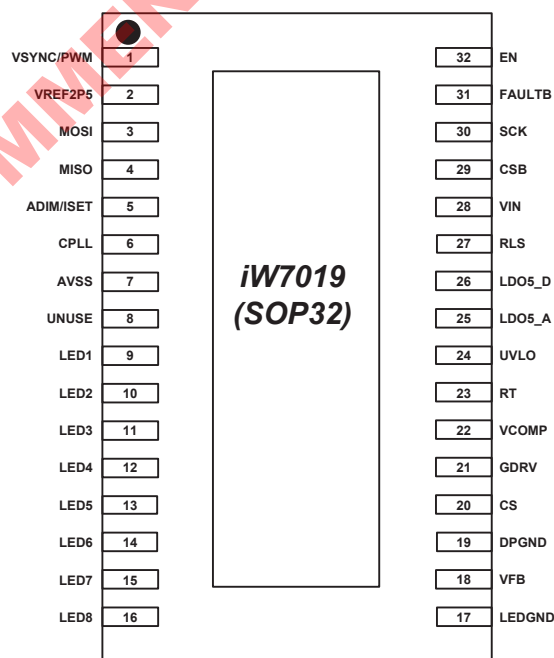 MMEN
VSYNC/PWM 1 32 EN
VREF2P5 2 31 FAULTB
MOSI 3 30 SCK
MISO 4 29 CSB
ADIM/ISET 5 28 VIN
CPLL 6 27 RLS
AVSS 7 26 LDO5_D
UNUSE 8 25 LDO5_A
iW7019
(SOP32)
LED1 9 24 UVLO
LED2 10 23 RT
LED3 11 22 VCOMP
LED4 12 21 GDRV
LED5 13 20 CS
LED6 14 19 DPGND
LED7 15 18 VFB
LED8 16 17 LEDGND